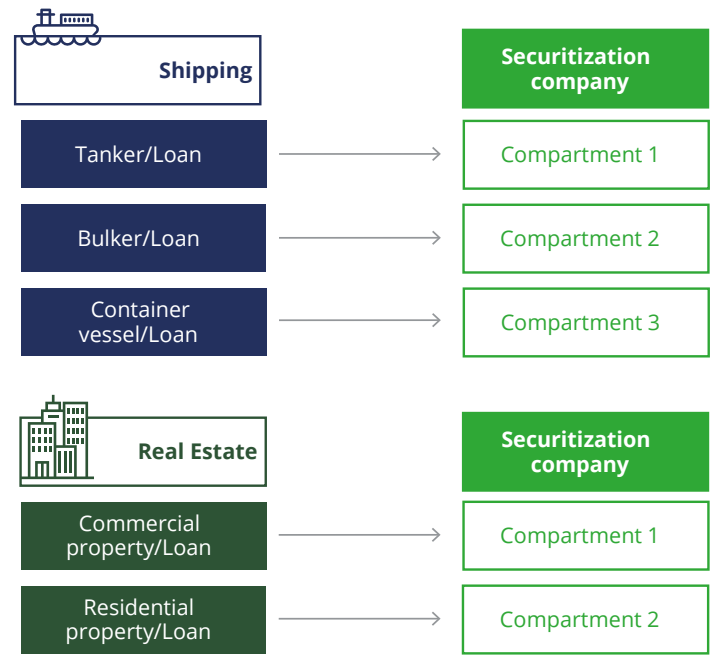 Shipping
Securitization
company
Tanker/Loan
Compartment 1
Bulker/Loan
Compartment 2
Container
vessel/Loan
Compartment 3
Real Estate
Securitization
company
Commercial
property/Loan
Compartment 1
Residential
property/Loan
Compartment 2